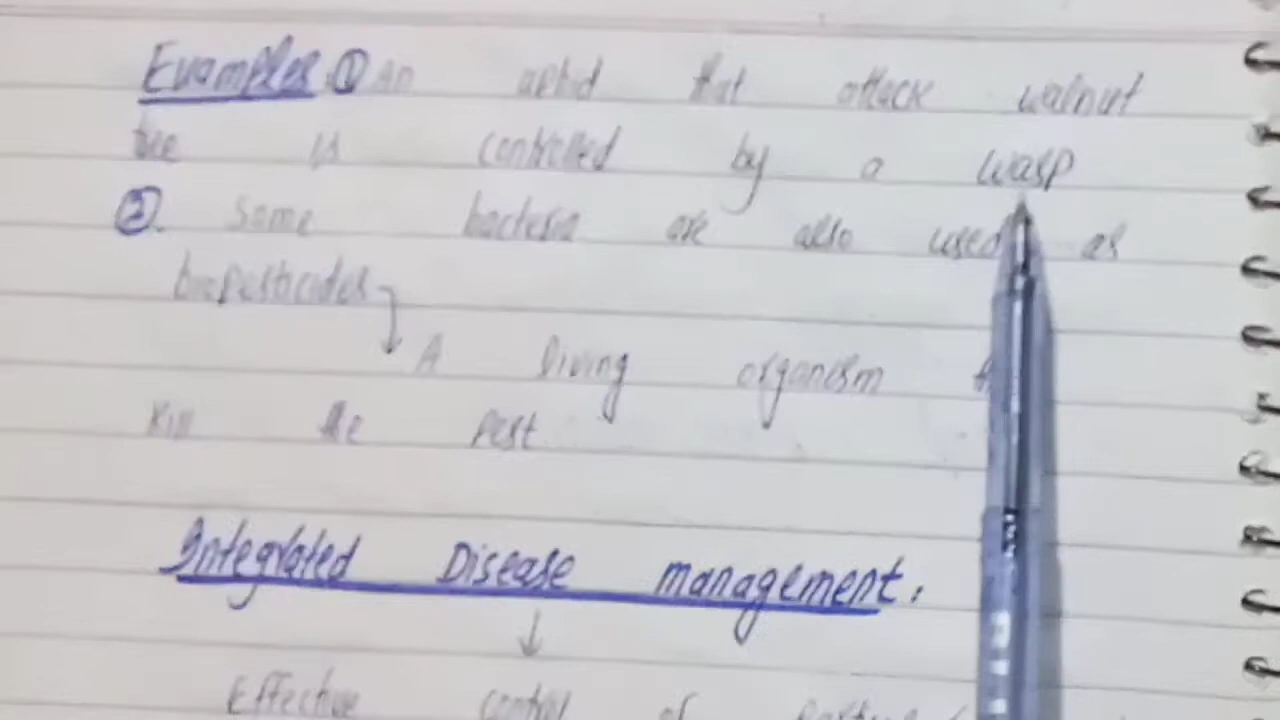 Examples ① An aphid that attack walnut
tree is controlled by a wasp
②. Some bacteria are also used as
biopesticides
A living organism
kill the pest
Integrated Disease management:
Effective control of